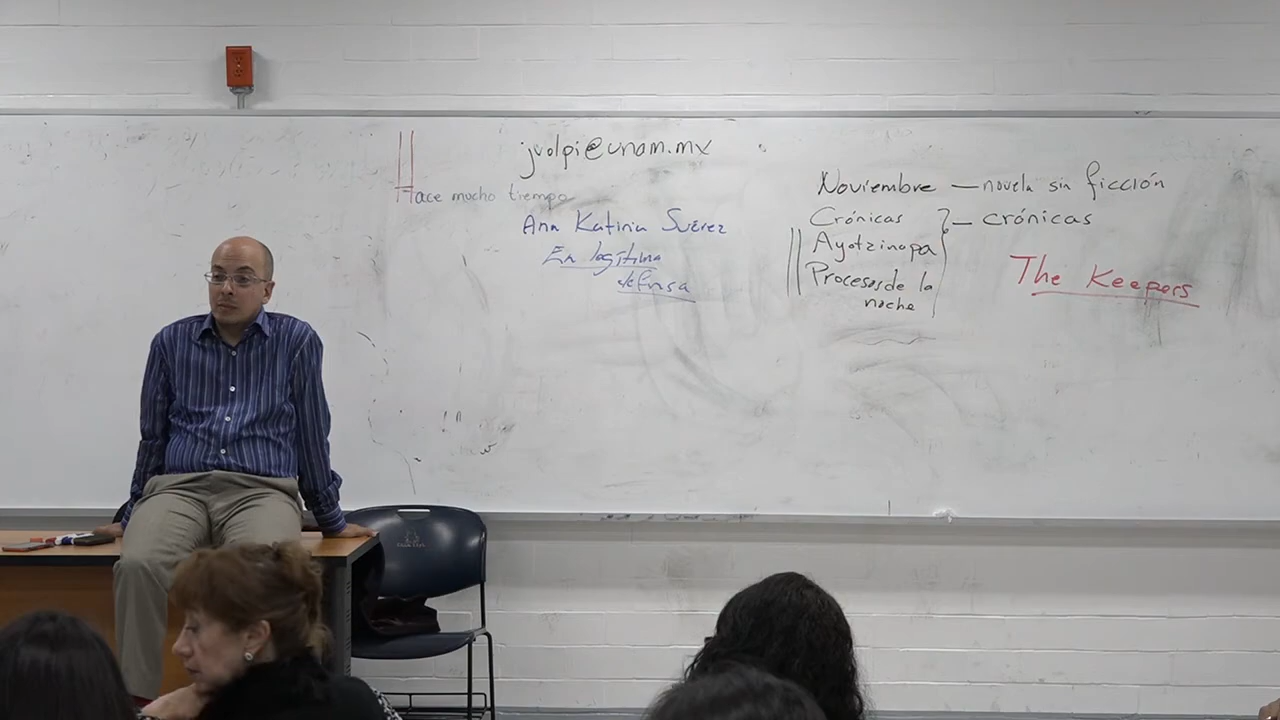 jvolpi@unam.mx
Hace mucho tiempo
Ana Katiria Suárez
En legítima
defensa
Noviembre — novela sin ficción
Crónicas } — crónicas
Ayotzinapa
Procesos de la
noche
The Keepers